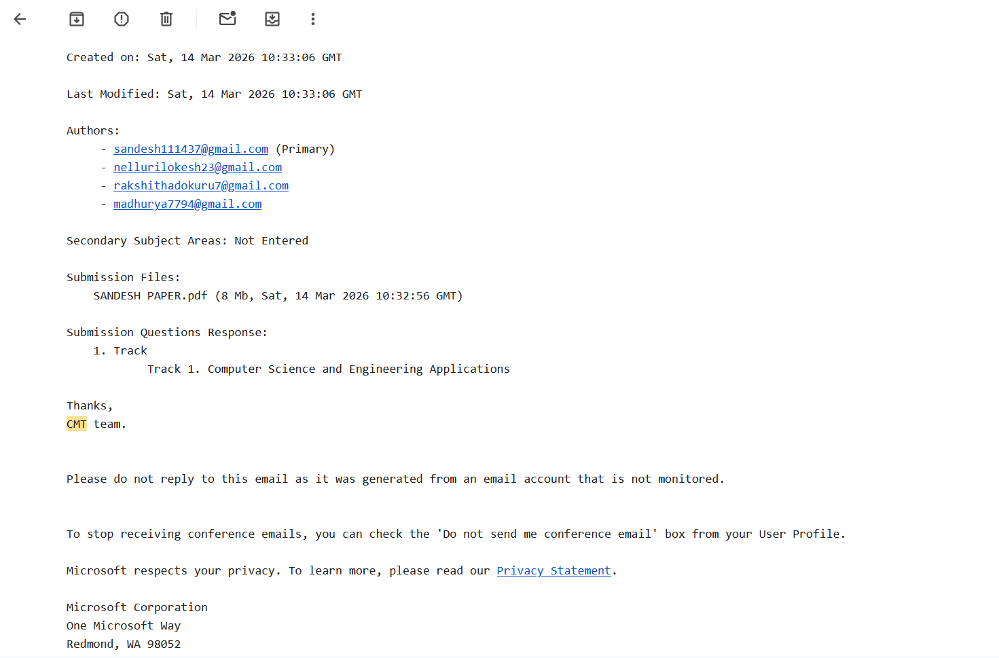 Created on: Sat, 14 Mar 2026 10:33:06 GMT
Last Modified: Sat, 14 Mar 2026 10:33:06 GMT
Authors:
- sandesh111437@gmail.com (Primary)
- nellurilokesh23@gmail.com
- rakshithadokuru7@gmail.com
- madhurya7794@gmail.com
Secondary Subject Areas: Not Entered
Submission Files:
SANDESH PAPER.pdf (8 Mb, Sat, 14 Mar 2026 10:32:56 GMT)
Submission Questions Response:
1. Track
Track 1. Computer Science and Engineering Applications
Thanks,
CMT team.
Please do not reply to this email as it was generated from an email account that is not monitored.
To stop receiving conference emails, you can check the 'Do not send me conference email' box from your User Profile.
Microsoft respects your privacy. To learn more, please read our Privacy Statement.
Microsoft Corporation
One Microsoft Way
Redmond, WA 98052